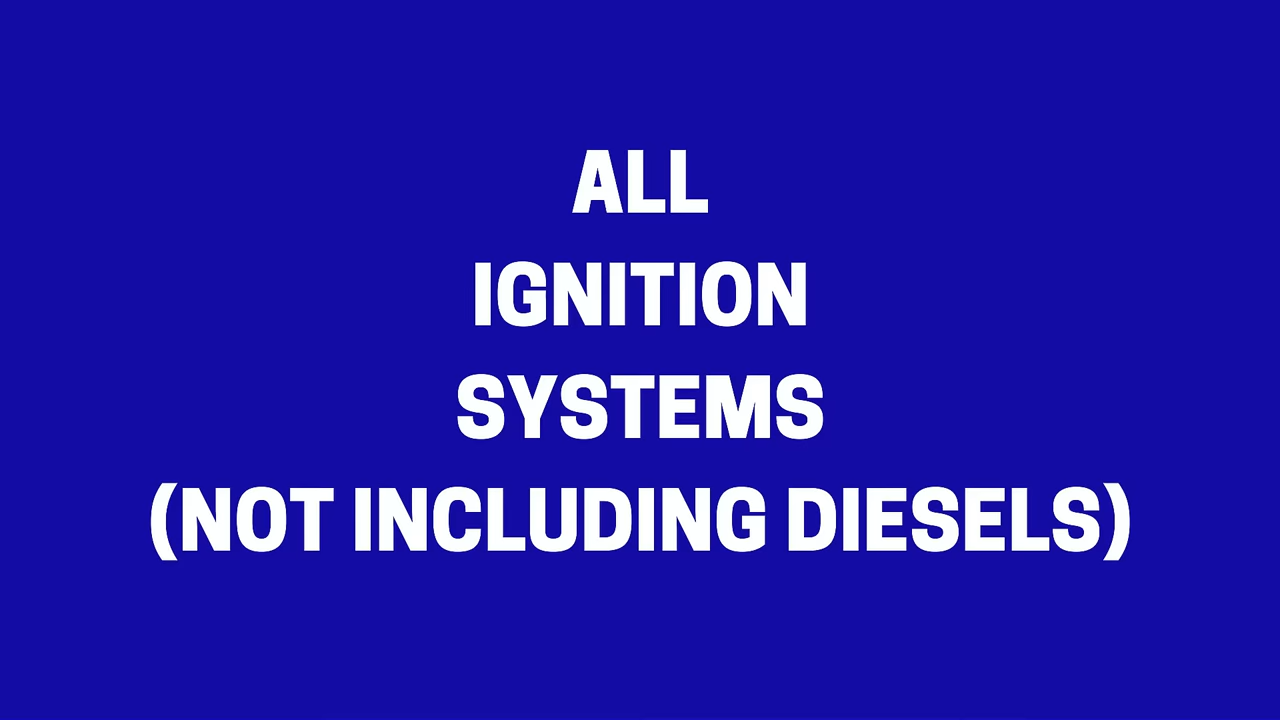 ALL
IGNITION
SYSTEMS
(NOT INCLUDING DIESELS)